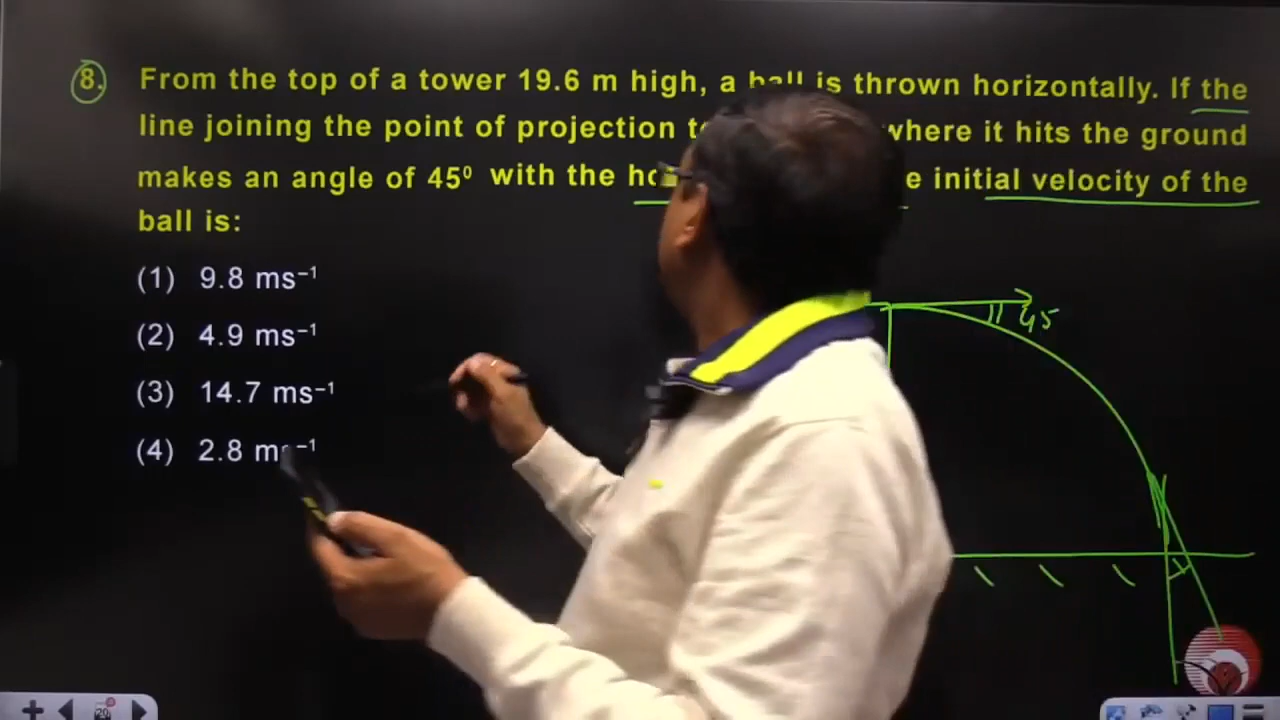 8. From the top of a tower 19.6 m high, a ball is thrown horizontally. If the
line joining the point of projection where it hits the ground
makes an angle of 45⁰ with the initial velocity of the
ball is:
(1) 9.8 ms⁻¹
(2) 4.9 ms⁻¹
(3) 14.7 ms⁻¹
(4) 2.8 ms⁻¹
45